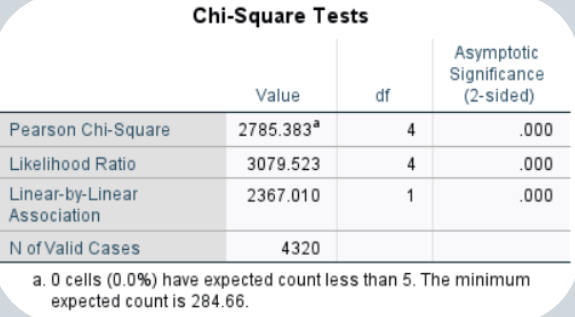 Chi-Square Tests
Asymptotic
Significance
Value df (2-sided)
Pearson Chi-Square 2785.383a 4 .000
Likelihood Ratio 3079.523 4 .000
Linear-by-Linear 2367.010 1 .000
Association
N of Valid Cases 4320
a. 0 cells (0.0%) have expected count less than 5. The minimum
expected count is 284.66.